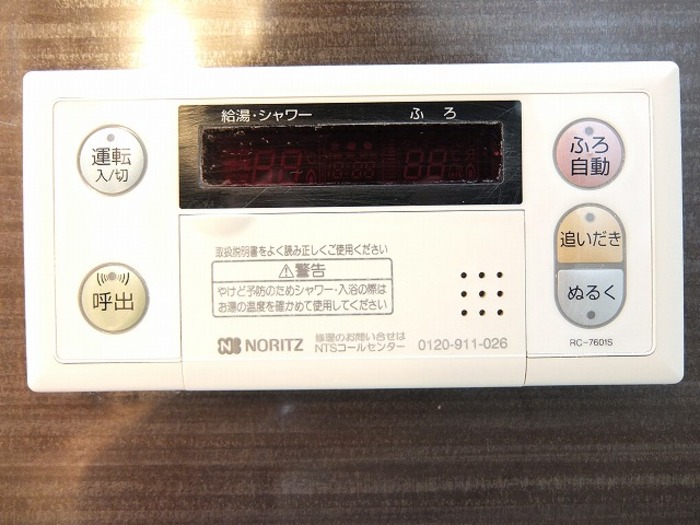 給湯・シャワー ふろ
運転
入/切
ふろ
自動
追いだき
ぬるく
呼出
取扱説明書をよく読み正しくご使用ください
⚠警告
やけど予防のためシャワー・入浴の際は
お湯の温度を確かめて使用してください
NORITZ
修理のお問い合せは
NTSコールセンター 0120-911-026
RC-7601S